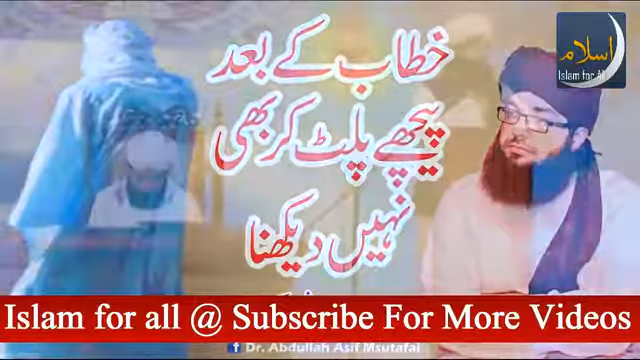 خطاب کے بعد
پیچھے پلٹ کر بھی
نہیں دیکھنا
اسلام
Islam for All
Islam for all @ Subscribe For More Videos
f Dr. Abdullah Asif Msutafai